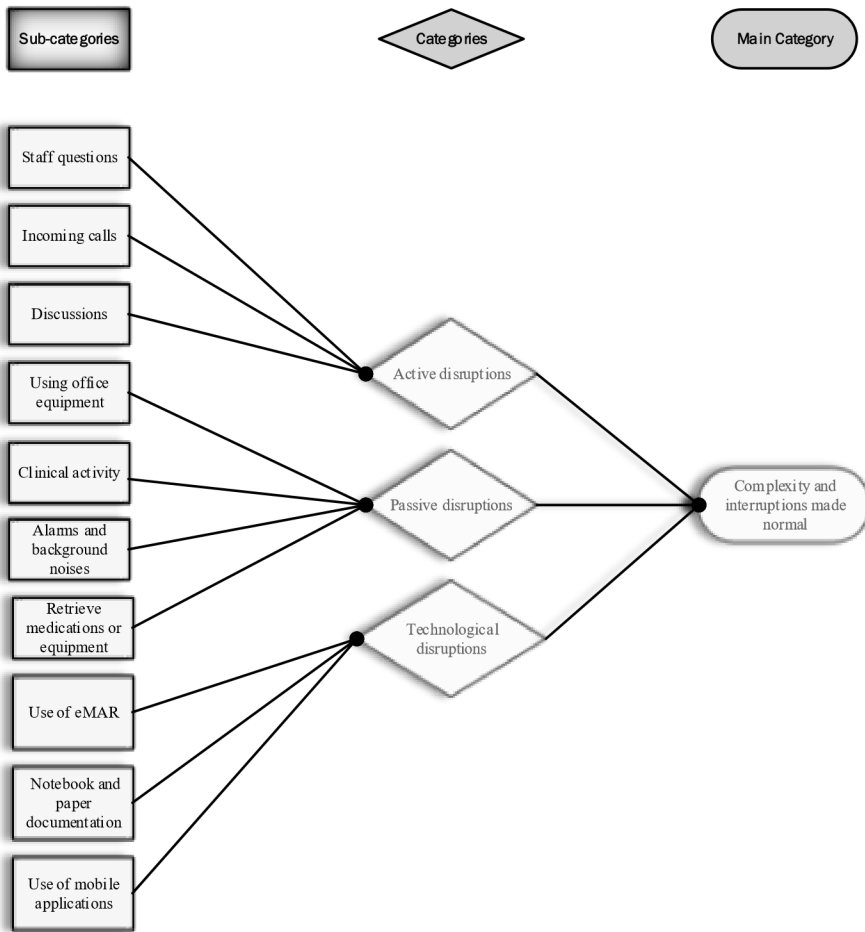 Sub-categories
Categories
Main Category
Staff questions
Incoming calls
Discussions
Using office
equipment
Clinical activity
Alarms and
background
noises
Retrieve
medications or
equipment
Use of eMAR
Notebook and
paper
documentation
Use of mobile
applications
Active disruptions
Passive disruptions
Technological
disruptions
Complexity and
interruptions made
normal